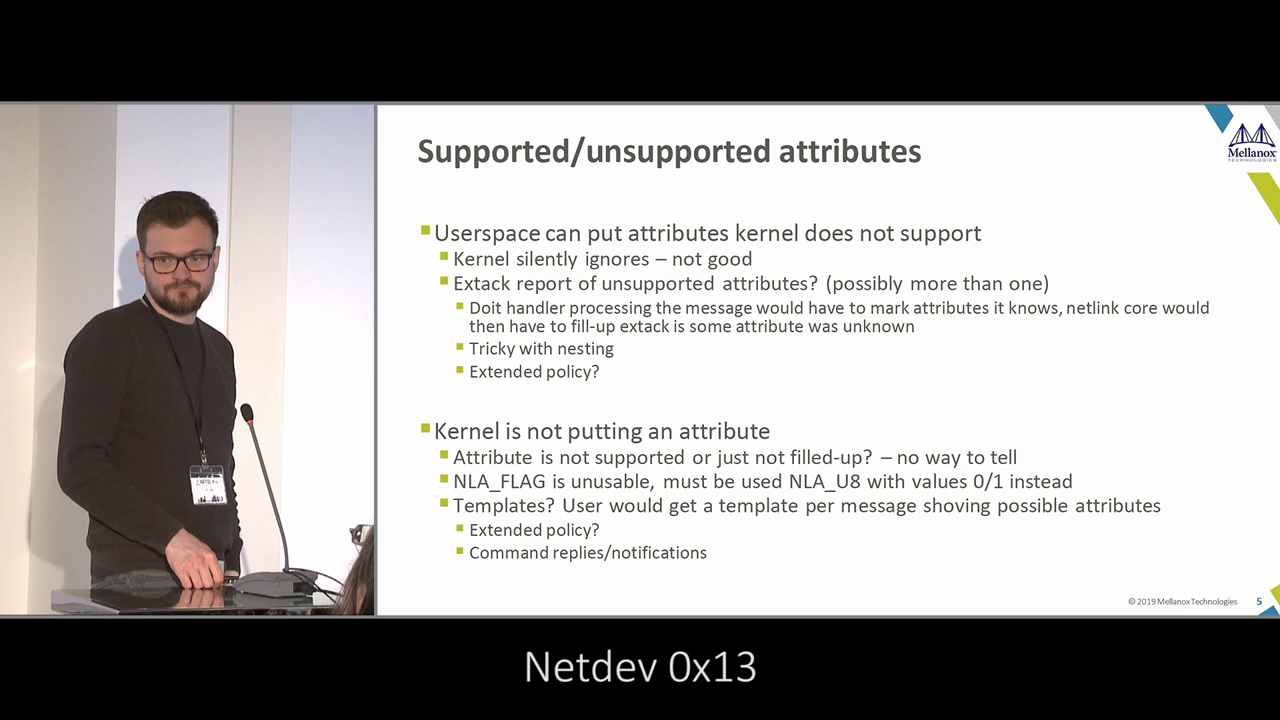 Supported/unsupported attributes
Mellanox
TECHNOLOGIES
Userspace can put attributes kernel does not support
Kernel silently ignores – not good
Extack report of unsupported attributes? (possibly more than one)
Doit handler processing the message would have to mark attributes it knows, netlink core would
then have to fill-up extack is some attribute was unknown
Tricky with nesting
Extended policy?
Kernel is not putting an attribute
Attribute is not supported or just not filled-up? – no way to tell
NLA_FLAG is unusable, must be used NLA_U8 with values 0/1 instead
Templates? User would get a template per message shoving possible attributes
Extended policy?
Command replies/notifications
© 2019 Mellanox Technologies 5
Netdev 0x13